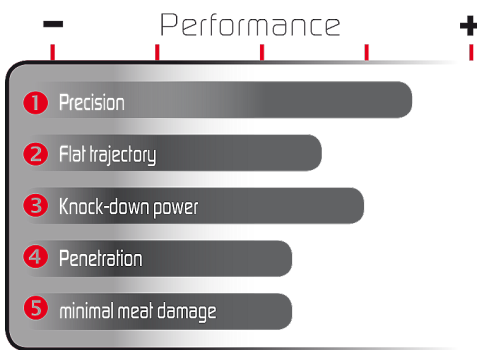 − Performance +
1 Precision
2 Flat trajectory
3 Knock-down power
4 Penetration
5 minimal meat damage